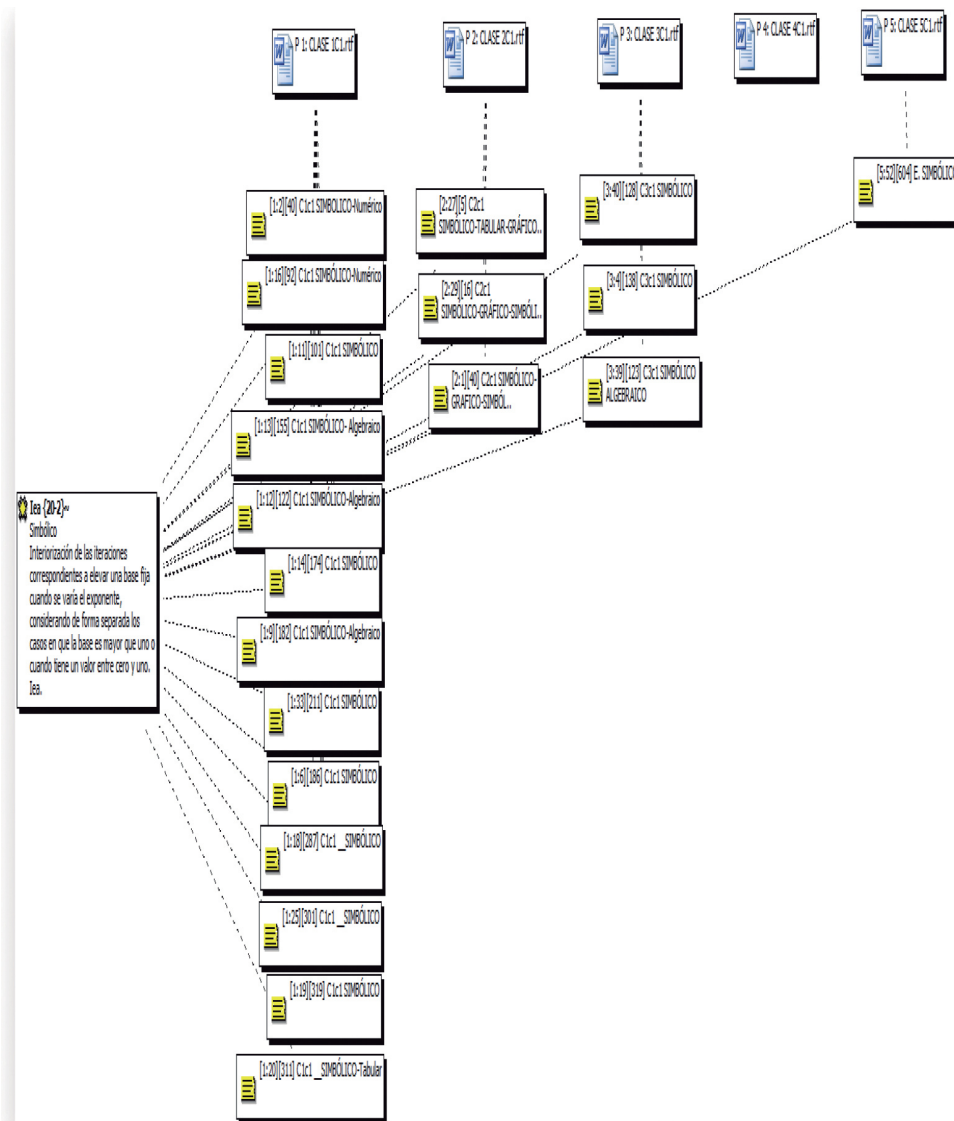 P 1: CLASE 1C1.rtf
P 2: CLASE 2C1.rtf
P 3: CLASE 3C1.rtf
P 4: CLASE 4C1.rtf
P 5: CLASE 5C1.rtf
[5:52][604] E. SIMBÓLICO
[1:2][40] C1c1 SIMBÓLICO-Numérico
[1:16][92] C1c1 SIMBÓLICO-Numérico
[1:11][101] C1c1 SIMBÓLICO
[1:13][155] C1c1 SIMBÓLICO- Algebraico
[1:12][122] C1c1 SIMBÓLICO-Algebraico
[1:14][174] C1c1 SIMBÓLICO
[1:9][182] C1c1 SIMBÓLICO-Algebraico
[1:33][211] C1c1 SIMBÓLICO
[1:6][186] C1c1 SIMBÓLICO
[1:18][287] C1c1 __SIMBÓLICO
[1:25][301] C1c1 __SIMBÓLICO
[1:19][319] C1c1 SIMBÓLICO
[1:20][311] C1c1 __SIMBÓLICO-Tabular
[2:27][5] C2c1
SIMBÓLICO-TABULAR-GRÁFICO..
[2:29][16] C2c1
SIMBÓLICO-GRÁFICO-SIMBÓLI..
[2:1][40] C2c1 SIMBÓLICO-
GRÁFICO-SIMBÓL..
[3:40][128] C3c1 SIMBÓLICO
[3:4][138] C3c1 SIMBÓLICO
[3:39][123] C3c1 SIMBÓLICO
ALGEBRAICO
Iea {20-2}~
Simbólico
Interiorización de las iteraciones
correspondientes a elevar una base fija
cuando se varía el exponente,
considerando de forma separada los
casos en que la base es mayor que uno o
cuando tiene un valor entre cero y uno.
Iea.